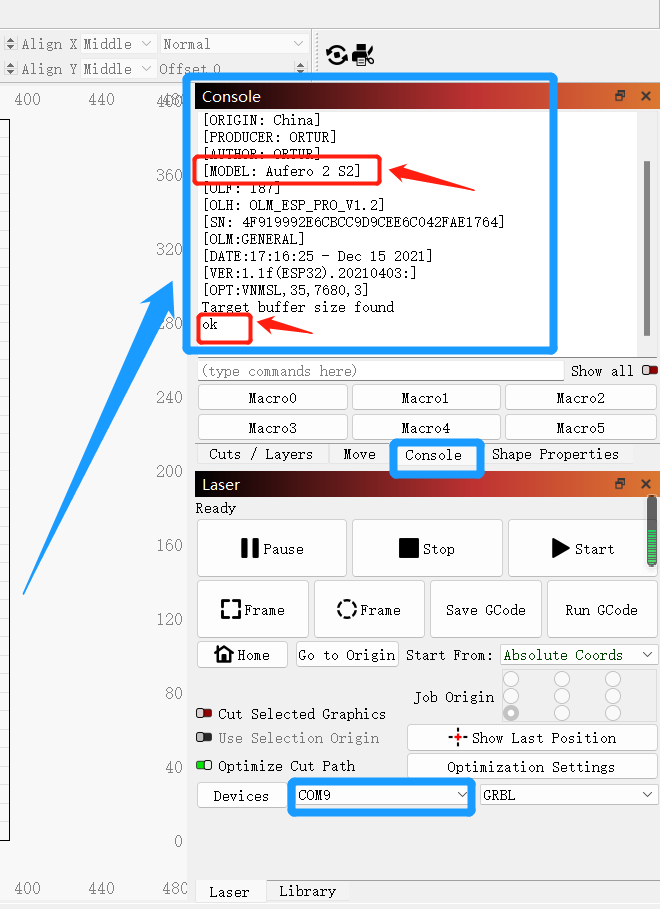 Align X Middle Normal
Align Y Middle Offset 0
400 440 480
Console
400
[ORIGIN: China]
[PRODUCER: ORTUR]
[AUTHOR: ORTUR]
360 [MODEL: Aufero 2 S2]
[OLF: 187]
[OLH: OLM_ESP_PRO_V1.2]
[SN: 4F919992E6CBCC9D9CEE6C042FAE1764]
[OLM:GENERAL]
320 [DATE:17:16:25 - Dec 15 2021]
[VER:1.1f(ESP32).20210403:]
[OPT:VNMSL,35,7680,3]
Target buffer size found
280 ok
(type commands here) Show all
240 Macro0 Macro1 Macro2
Macro3 Macro4 Macro5
Cuts / Layers Move Console Shape Properties
200
Laser
Ready
160 Pause Stop Start
120 Frame Frame Save GCode Run GCode
Home Go to Origin Start From: Absolute Coords
80 Job Origin
Cut Selected Graphics
Use Selection Origin Show Last Position
40 Optimize Cut Path Optimization Settings
Devices COM9 GRBL
0
400 440 480
Laser Library